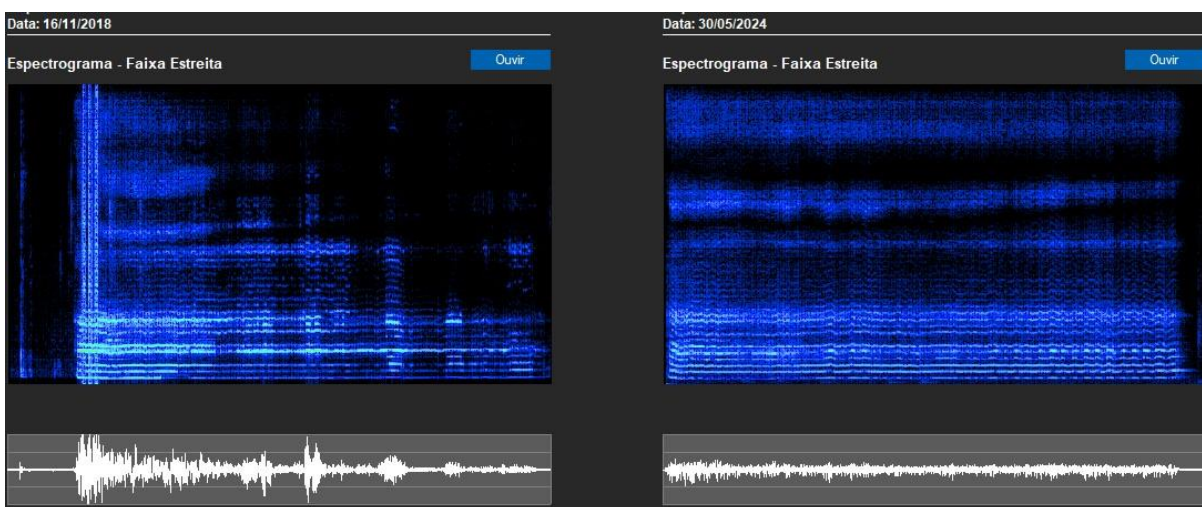 Data: 16/11/2018
Espectrograma - Faixa Estreita
Ouvir
Data: 30/05/2024
Espectrograma - Faixa Estreita
Ouvir